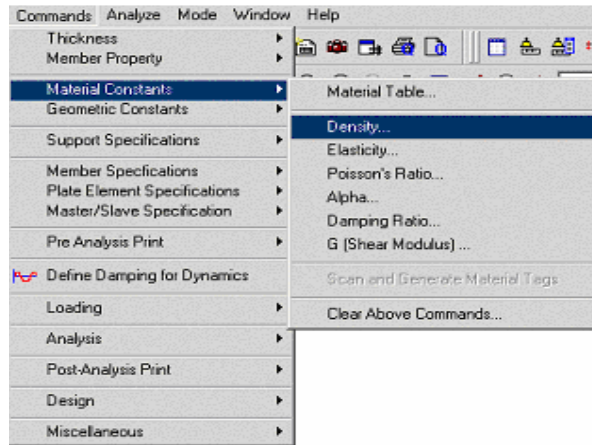 Commands Analyze Mode Window Help
Thickness
Member Property
Material Constants
Geometric Constants
Support Specifications
Member Specfications
Plate Element Specifications
Master/Slave Specification
Pre Analysis Print
Define Damping for Dynamics
Loading
Analysis
Post-Analysis Print
Design
Miscellaneous
Material Table...
Density...
Elasticity...
Poisson's Ratio...
Alpha...
Damping Ratio...
G (Shear Modulus) ...
Scan and Generate Material Tags
Clear Above Commands...